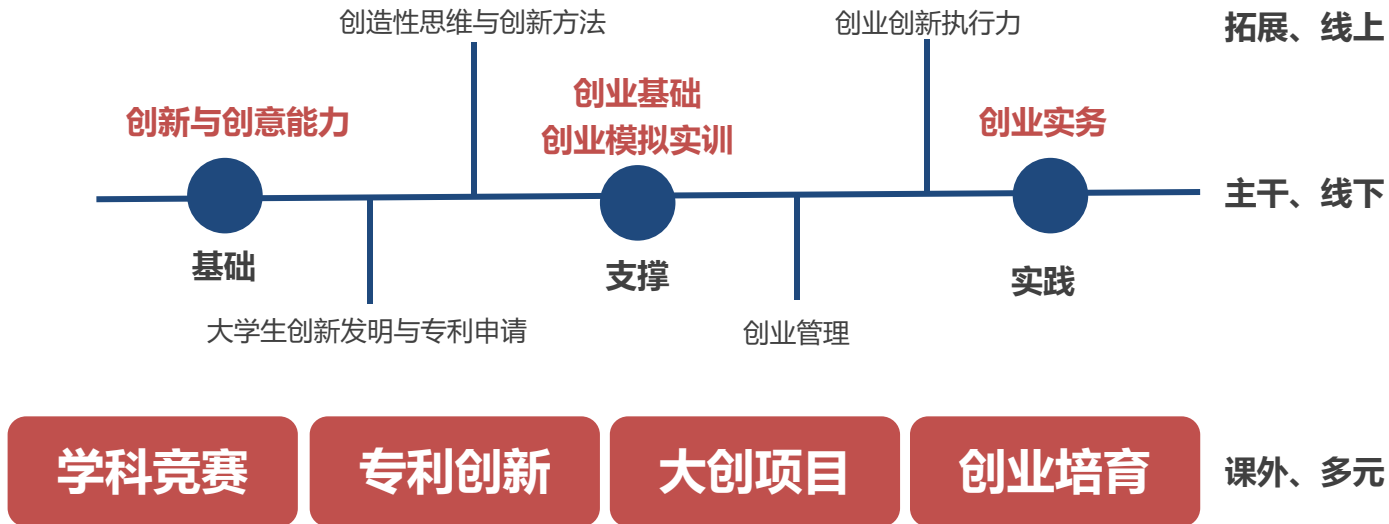 创造性思维与创新方法
创业创新执行力
拓展、线上
创新与创意能力
创业基础
创业模拟实训
创业实务
主干、线下
基础
支撑
实践
大学生创新发明与专利申请
创业管理
学科竞赛
专利创新
大创项目
创业培育
课外、多元